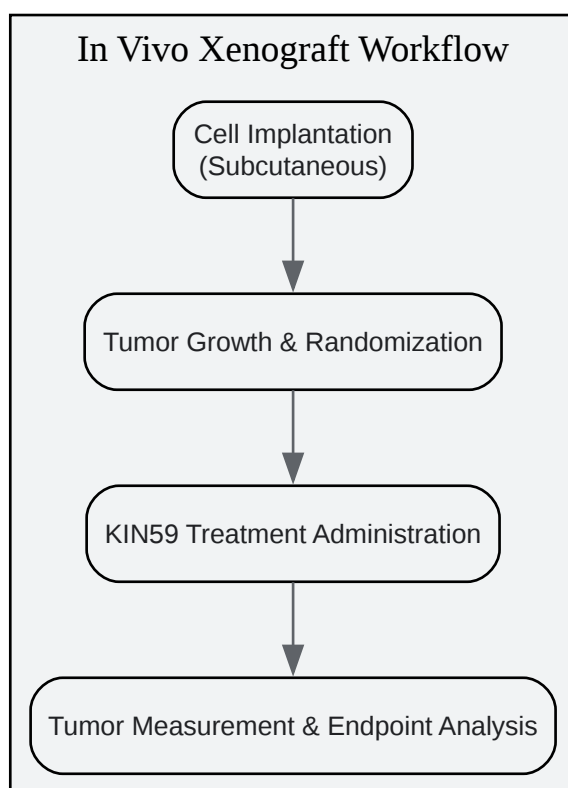 In Vivo Xenograft Workflow
Cell Implantation
(Subcutaneous)
Tumor Growth & Randomization
KIN59 Treatment Administration
Tumor Measurement & Endpoint Analysis